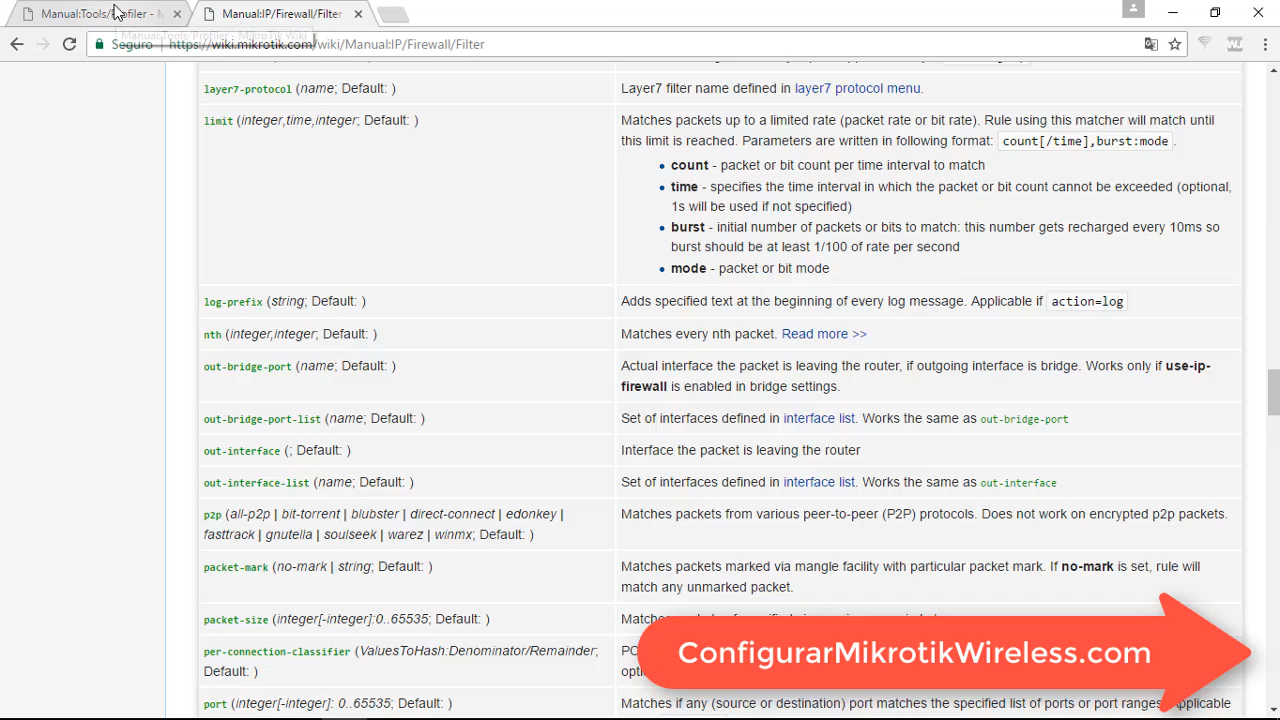 Manual:Tools/Profiler - M
Manual:IP/Firewall/Filter
Manual:Tools/Profiler - MikroTik Wiki
Seguro
https://wiki.mikrotik.com/wiki/Manual:IP/Firewall/Filter
layer7-protocol (name; Default: )
Layer7 filter name defined in layer7 protocol menu.
limit (integer,time,integer; Default: )
Matches packets up to a limited rate (packet rate or bit rate). Rule using this matcher will match until
this limit is reached. Parameters are written in following format: count[/time],burst:mode.
• count - packet or bit count per time interval to match
• time - specifies the time interval in which the packet or bit count cannot be exceeded (optional,
1s will be used if not specified)
• burst - initial number of packets or bits to match: this number gets recharged every 10ms so
burst should be at least 1/100 of rate per second
• mode - packet or bit mode
log-prefix (string; Default: )
Adds specified text at the beginning of every log message. Applicable if action=log
nth (integer,integer; Default: )
Matches every nth packet. Read more >>
out-bridge-port (name; Default: )
Actual interface the packet is leaving the router, if outgoing interface is bridge. Works only if use-ip-
firewall is enabled in bridge settings.
out-bridge-port-list (name; Default: )
Set of interfaces defined in interface list. Works the same as out-bridge-port
out-interface (; Default: )
Interface the packet is leaving the router
out-interface-list (name; Default: )
Set of interfaces defined in interface list. Works the same as out-interface
p2p (all-p2p | bit-torrent | blubster | direct-connect | edonkey |
fasttrack | gnutella | soulseek | warez | winmx; Default: )
Matches packets from various peer-to-peer (P2P) protocols. Does not work on encrypted p2p packets.
packet-mark (no-mark | string; Default: )
Matches packets marked via mangle facility with particular packet mark. If no-mark is set, rule will
match any unmarked packet.
packet-size (integer[-integer]:0..65535; Default: )
per-connection-classifier (ValuesToHash:Denominator/Remainder;
Default: )
ConfigurarMikrotikWireless.com
port (integer[-integer]: 0..65535; Default: )
Matches if any (source or destination) port matches the specified list of ports or port ranges. Applicable